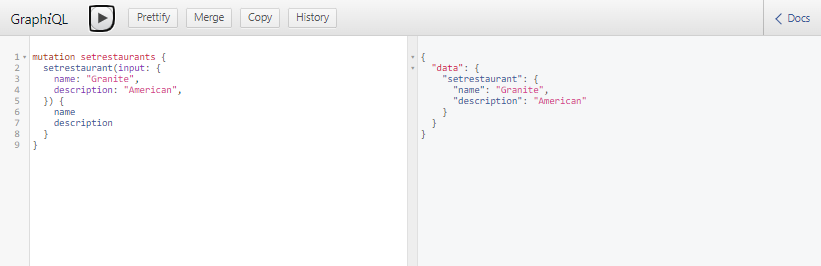 GraphiQL Prettify Merge Copy History < Docs
1 mutation setrestaurants {
2 setrestaurant(input: {
3 name: "Granite",
4 description: "American",
5 }) {
6 name
7 description
8 }
9 }
{
"data": {
"setrestaurant": {
"name": "Granite",
"description": "American"
}
}
}